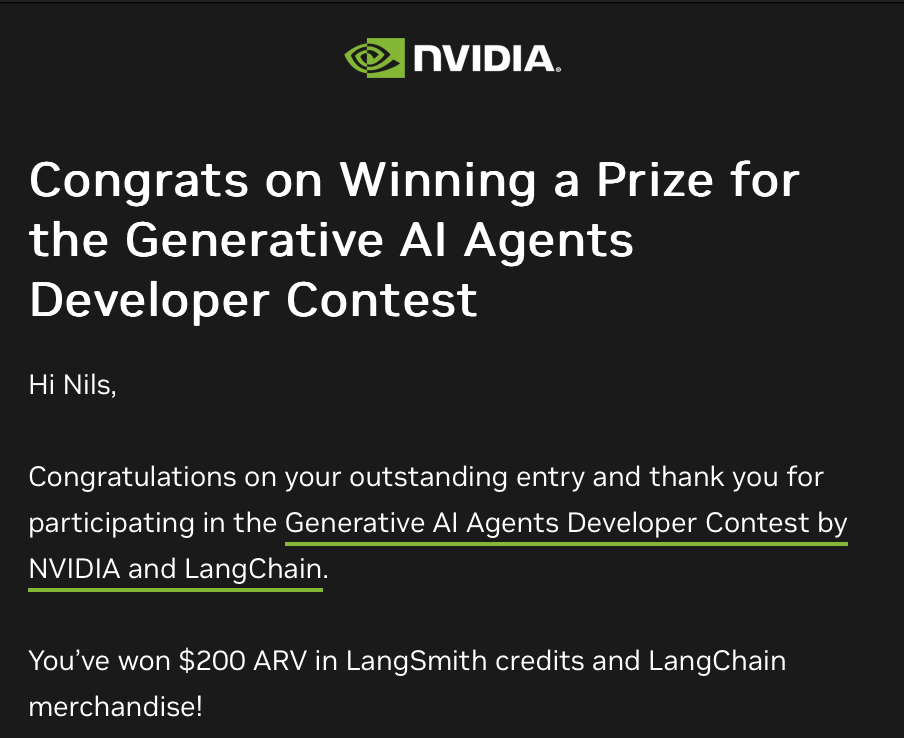 NVIDIA.
Congrats on Winning a Prize for
the Generative AI Agents
Developer Contest
Hi Nils,
Congratulations on your outstanding entry and thank you for
participating in the Generative AI Agents Developer Contest by
NVIDIA and LangChain.
You’ve won $200 ARV in LangSmith credits and LangChain
merchandise!